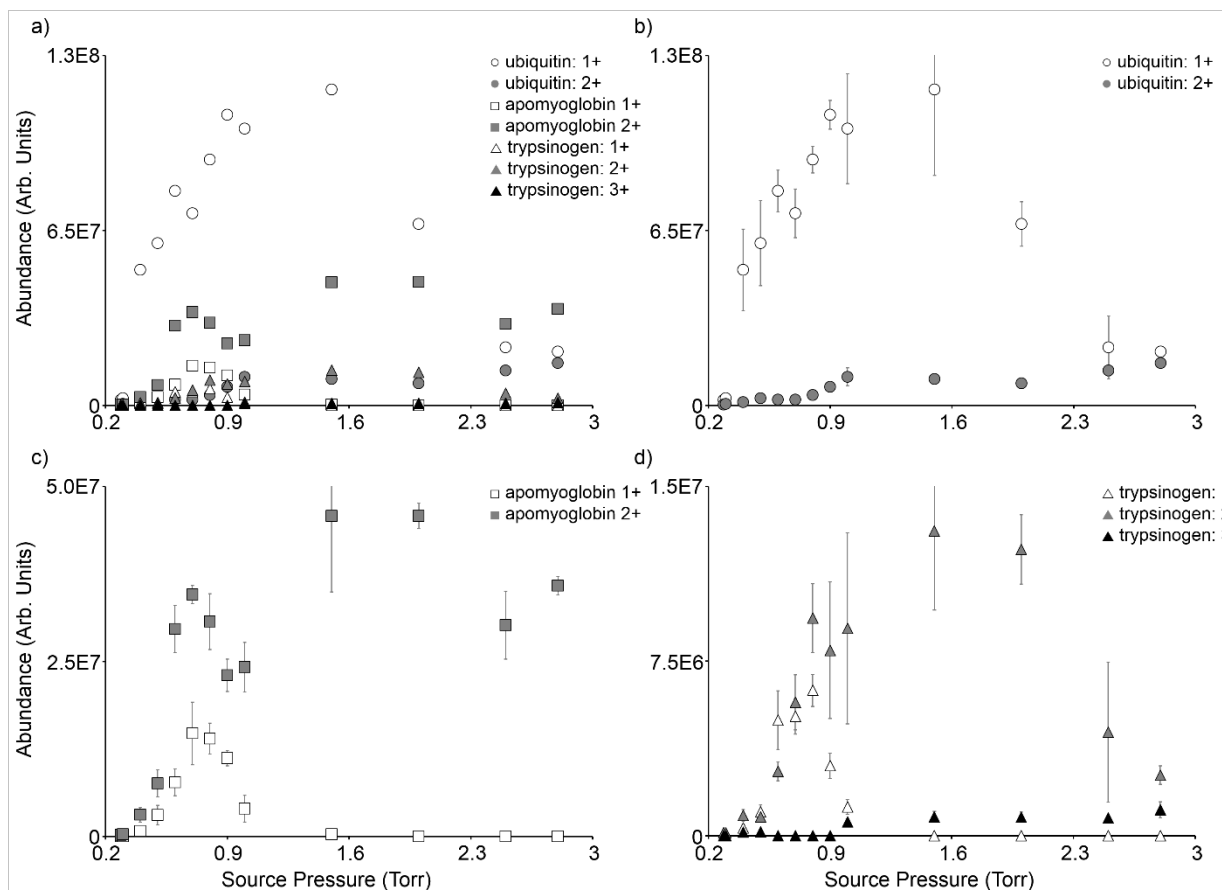 a)
1.3E8
6.5E7
0
Abundance (Arb. Units)
ubiquitin: 1+
ubiquitin: 2+
apomyoglobin 1+
apomyoglobin 2+
trypsinogen: 1+
trypsinogen: 2+
trypsinogen: 3+
0.2 0.9 1.6 2.3 3
b)
1.3E8
6.5E7
0
ubiquitin: 1+
ubiquitin: 2+
0.2 0.9 1.6 2.3 3
c)
5.0E7
2.5E7
0
Abundance (Arb. Units)
apomyoglobin 1+
apomyoglobin 2+
0.2 0.9 1.6 2.3 3
Source Pressure (Torr)
d)
1.5E7
7.5E6
0
trypsinogen:
trypsinogen:
trypsinogen:
0.2 0.9 1.6 2.3 3
Source Pressure (Torr)